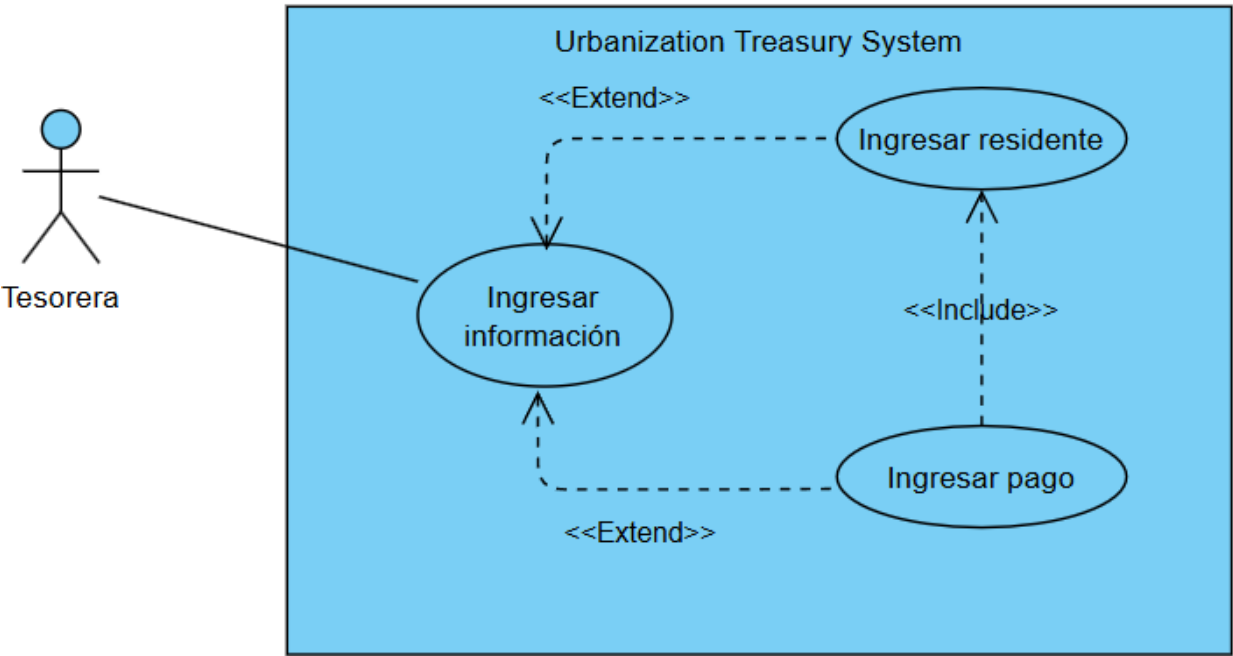 Urbanization Treasury System
<<Extend>>
Ingresar residente
Tesorera
Ingresar
información
<<Include>>
Ingresar pago
<<Extend>>